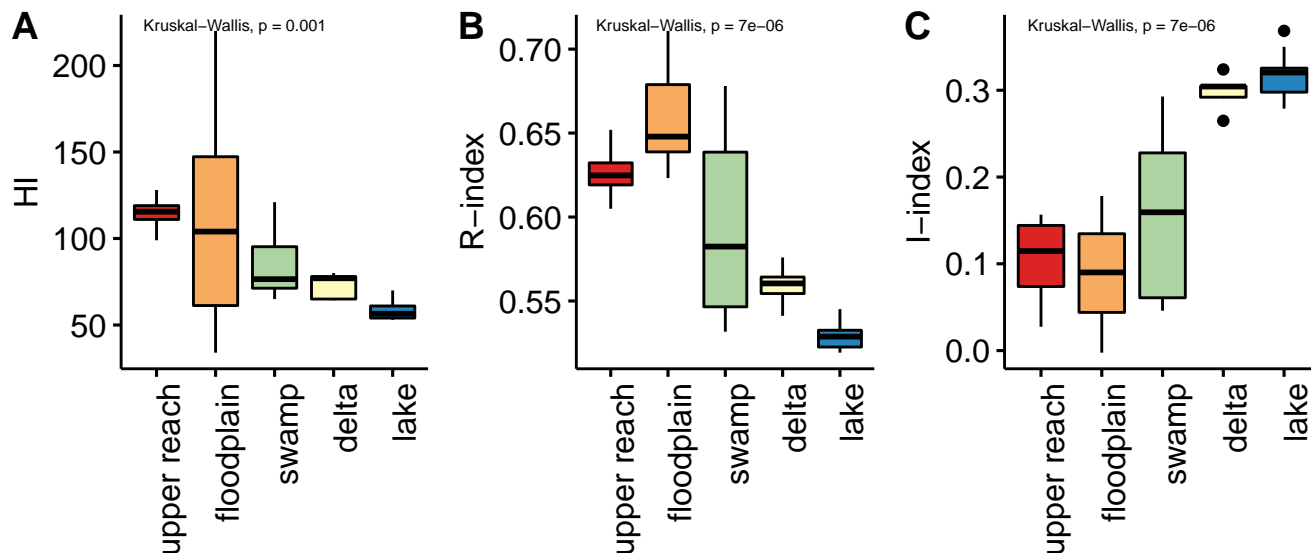 A
Kruskal−Wallis, p = 0.001
HI
200
150
100
50
upper reach
floodplain
swamp
delta
lake
B
Kruskal−Wallis, p = 7e−06
R−index
0.70
0.65
0.60
0.55
upper reach
floodplain
swamp
delta
lake
C
Kruskal−Wallis, p = 7e−06
I−index
0.3
0.2
0.1
0.0
upper reach
floodplain
swamp
delta
lake